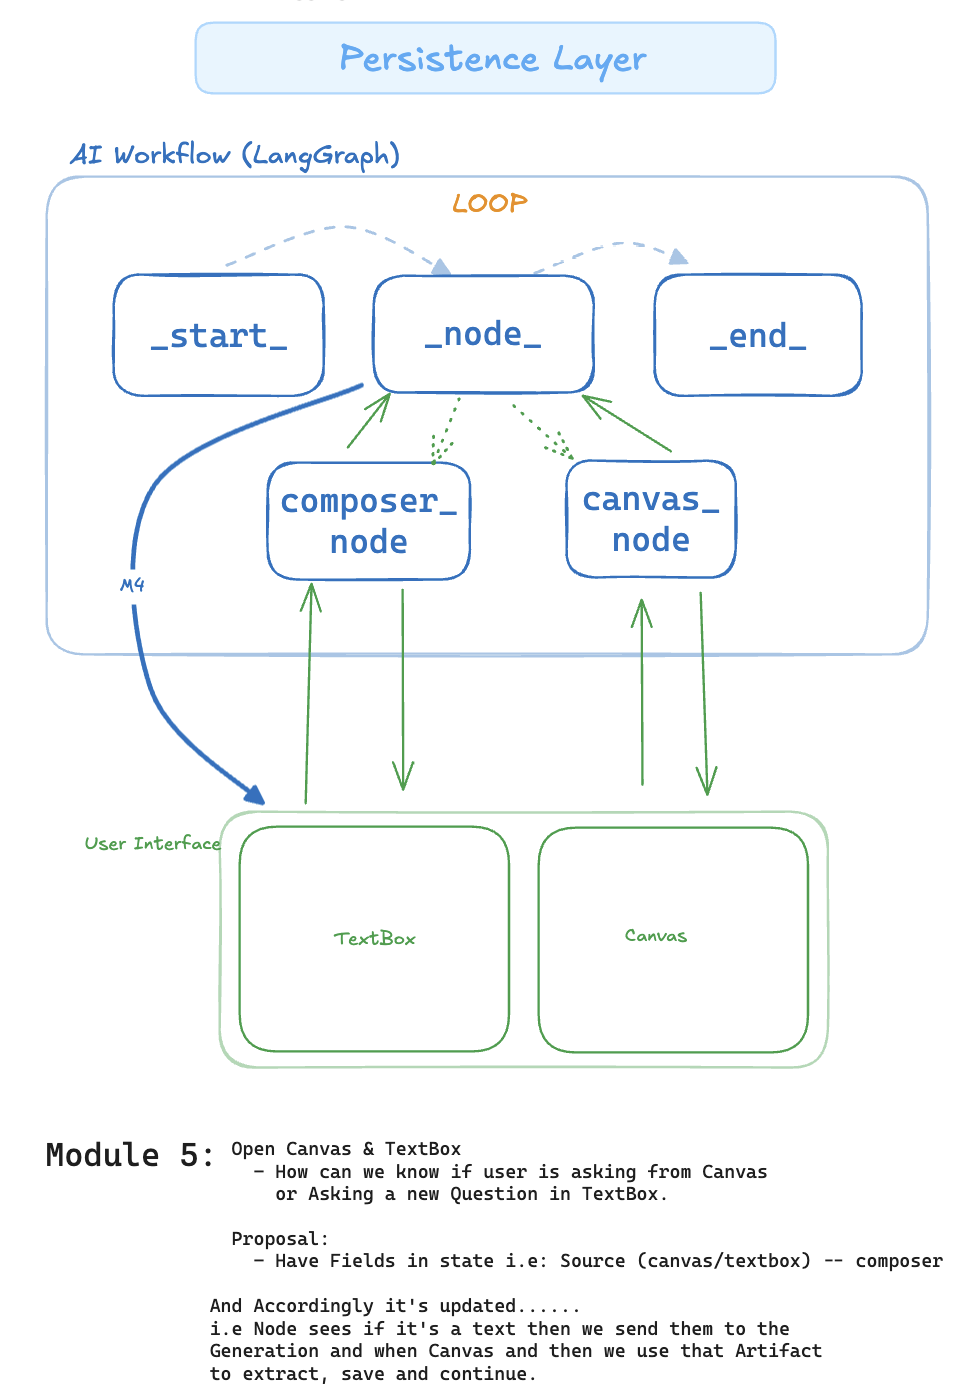 Persistence Layer
AI Workflow (LangGraph)
LOOP
_start_
_node_
_end_
composer_
node
canvas_
node
M4
User Interface
TextBox
Canvas
Module 5:
Open Canvas & TextBox
- How can we know if user is asking from Canvas
or Asking a new Question in TextBox.
Proposal:
- Have Fields in state i.e: Source (canvas/textbox) -- composer
And Accordingly it's updated......
i.e Node sees if it's a text then we send them to the
Generation and when Canvas and then we use that Artifact
to extract, save and continue.